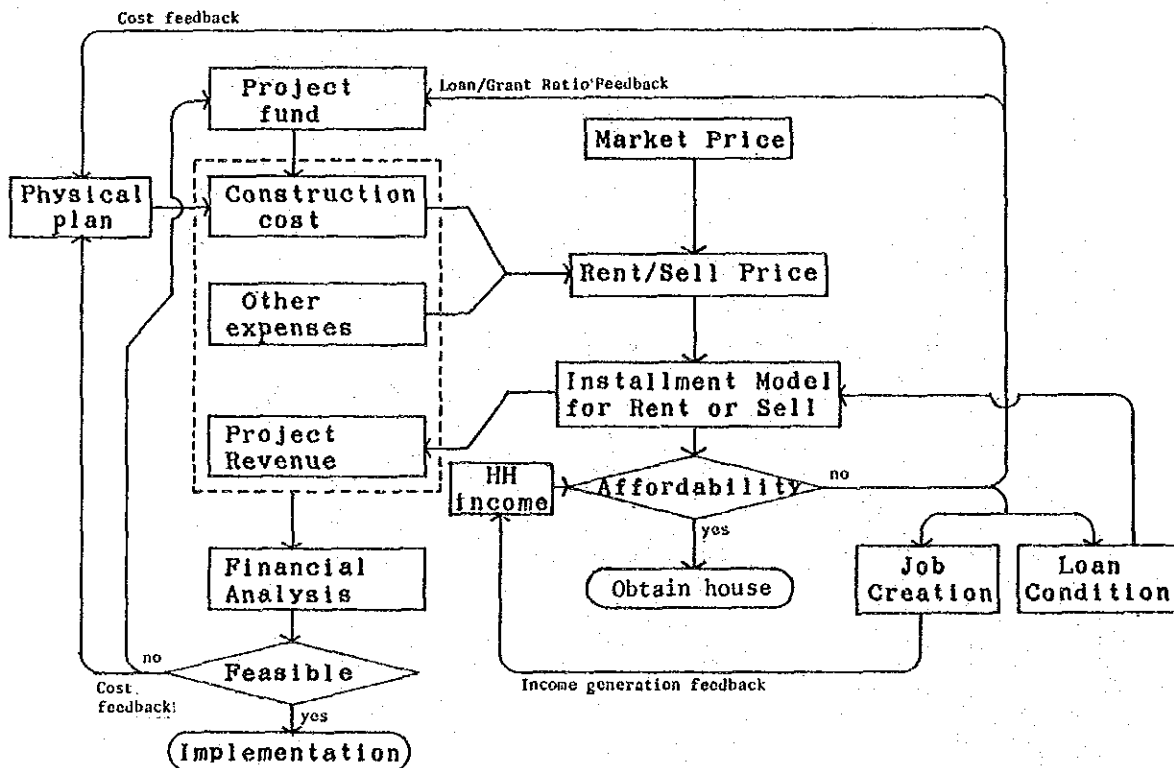 Cost feedback
Project
fund
Loan/Grant Ratio Feedback
Market Price
Physical
plan
Construction
cost
Rent/Sell Price
Other
expenses
Installment Model
for Rent or Sell
Project
Revenue
HH
income
Affordability
no
yes
Financial
Analysis
Obtain house
Job
Creation
Loan
Condition
no
Feasible
Cost
feedback
Income generation feedback
yes
Implementation